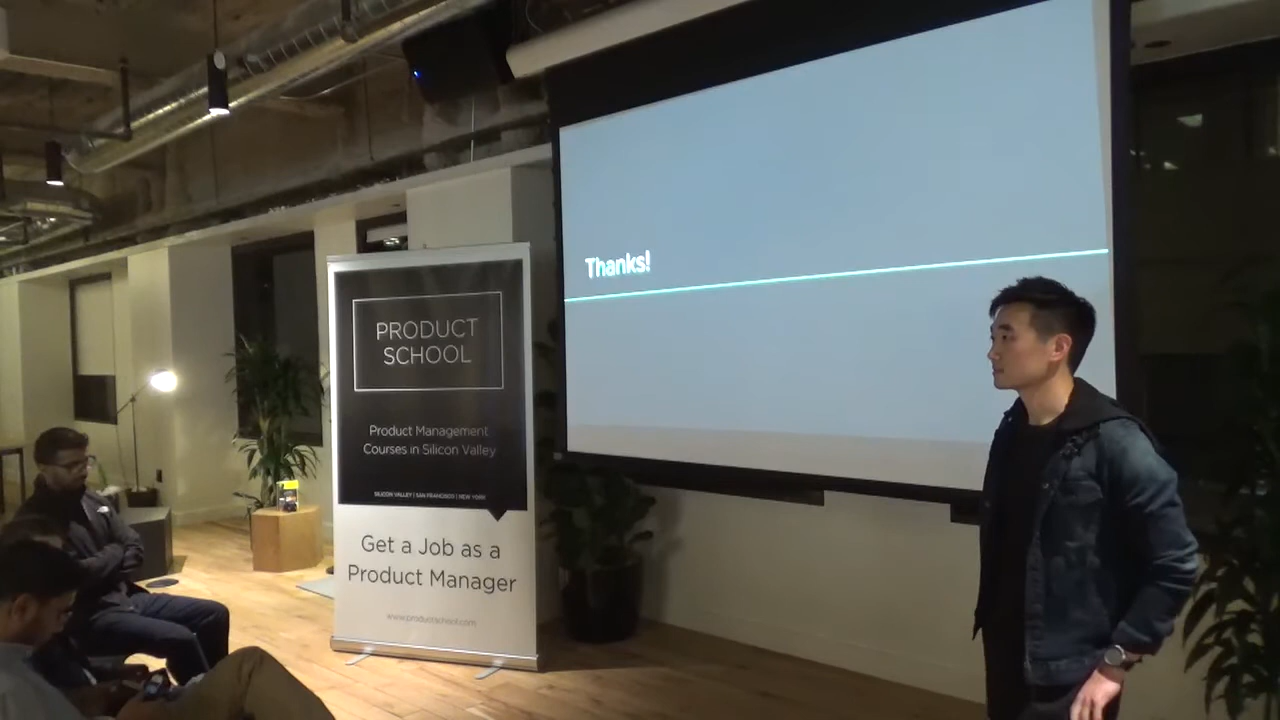 PRODUCT
SCHOOL
Product Management
Courses in Silicon Valley
SILICON VALLEY | SAN FRANCISCO | NEW YORK
Get a Job as a
Product Manager
www.productschool.com
Thanks!